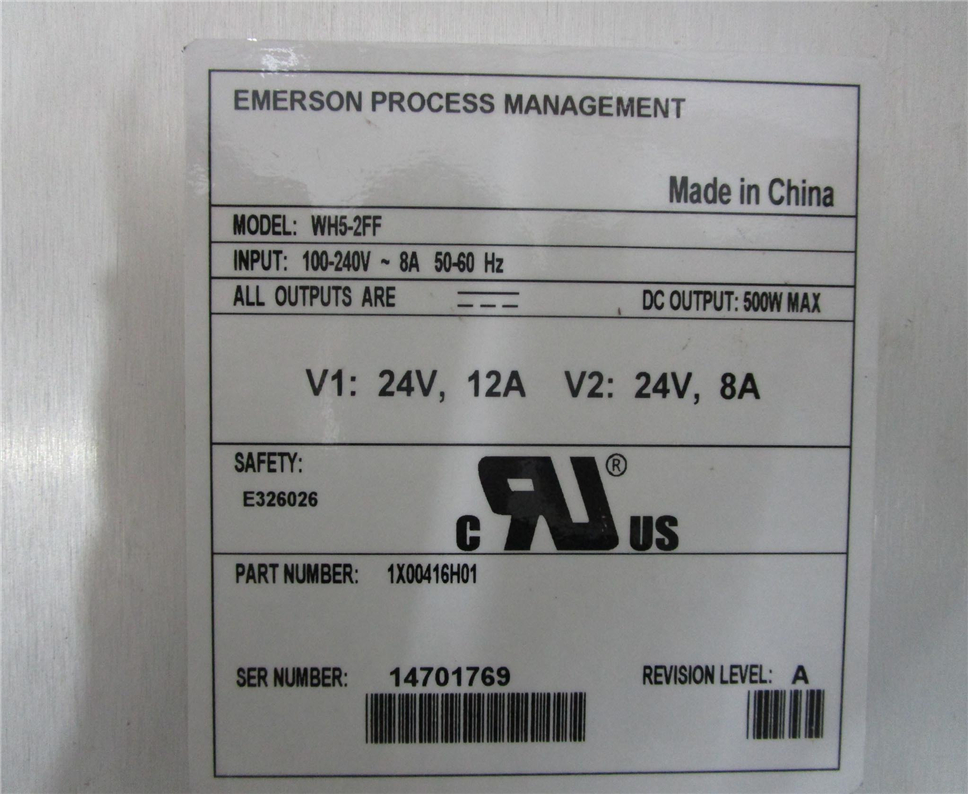 EMERSON PROCESS MANAGEMENT
Made in China
MODEL: WH5-2FF
INPUT: 100-240V ~ 8A 50-60 Hz
ALL OUTPUTS ARE DC OUTPUT: 500W MAX
V1: 24V, 12A V2: 24V, 8A
SAFETY:
E326026
C RU® US
PART NUMBER: 1X00416H01
SER NUMBER: 14701769 REVISION LEVEL: A